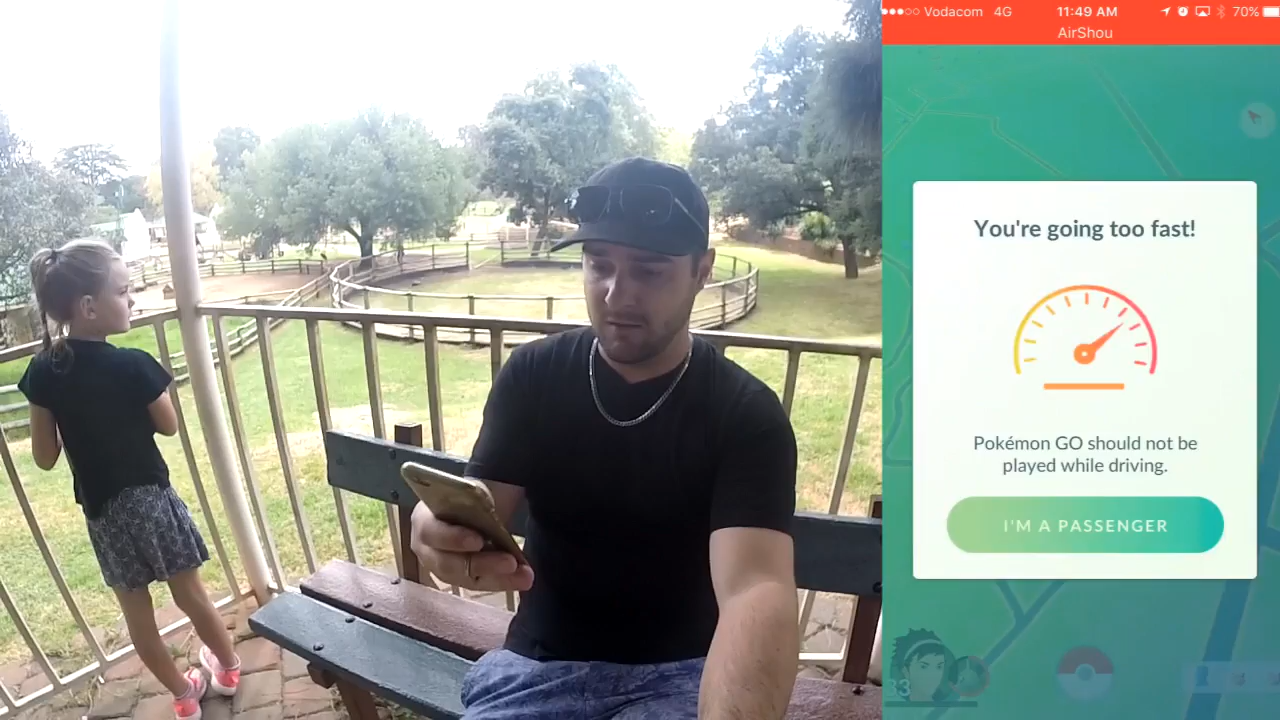 Vodacom 4G 11:49 AM 70%
AirShou
You're going too fast!
Pokémon GO should not be
played while driving.
I'M A PASSENGER
33